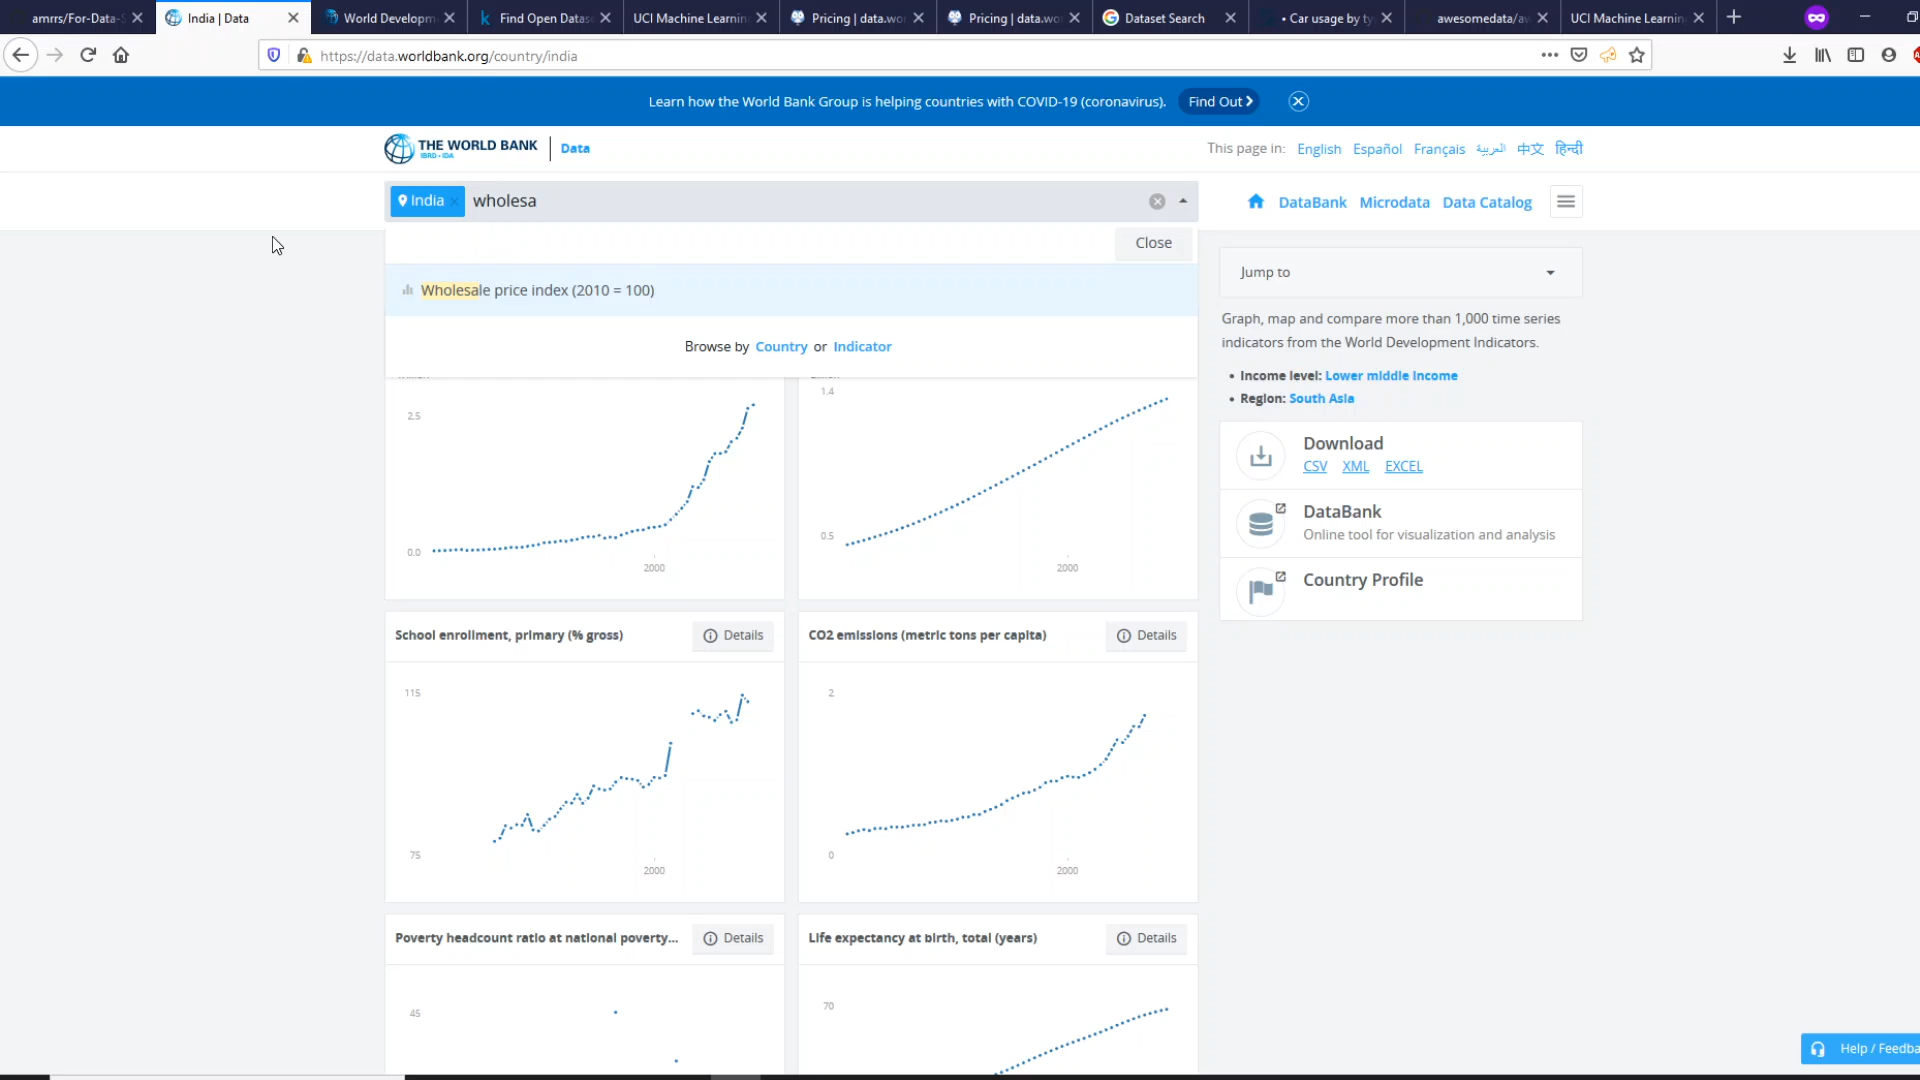 amrrs/For-Data-S
India | Data
World Developm
Find Open Datas
UCI Machine Learnin
Pricing | data.wo
Pricing | data.wo
Dataset Search
• Car usage by ty
awesomedata/aw
UCI Machine Learnin
https://data.worldbank.org/country/india
Learn how the World Bank Group is helping countries with COVID-19 (coronavirus). Find Out
THE WORLD BANK
IBRD • IDA
Data
This page in: English Español Français العربية 中文 हिन्दी
India wholesa
DataBank Microdata Data Catalog
Close
Wholesale price index (2010 = 100)
Browse by Country or Indicator
Jump to
Graph, map and compare more than 1,000 time series
indicators from the World Development Indicators.
• Income level: Lower middle income
• Region: South Asia
Download
CSV XML EXCEL
DataBank
Online tool for visualization and analysis
Country Profile
2.5
0.0
2000
1.4
0.5
2000
School enrollment, primary (% gross) Details
115
75
2000
CO2 emissions (metric tons per capita) Details
2
0
2000
Poverty headcount ratio at national poverty... Details
45
Life expectancy at birth, total (years) Details
70
Help / Feedba